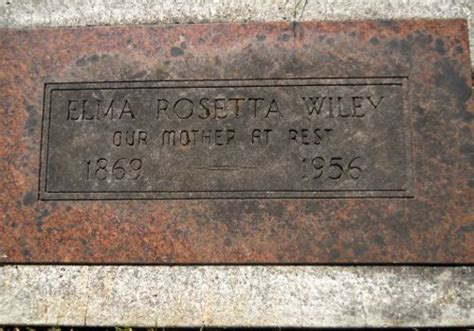 ELMA ROSETTA WILEY
OUR MOTHER AT REST
1869 — 1956